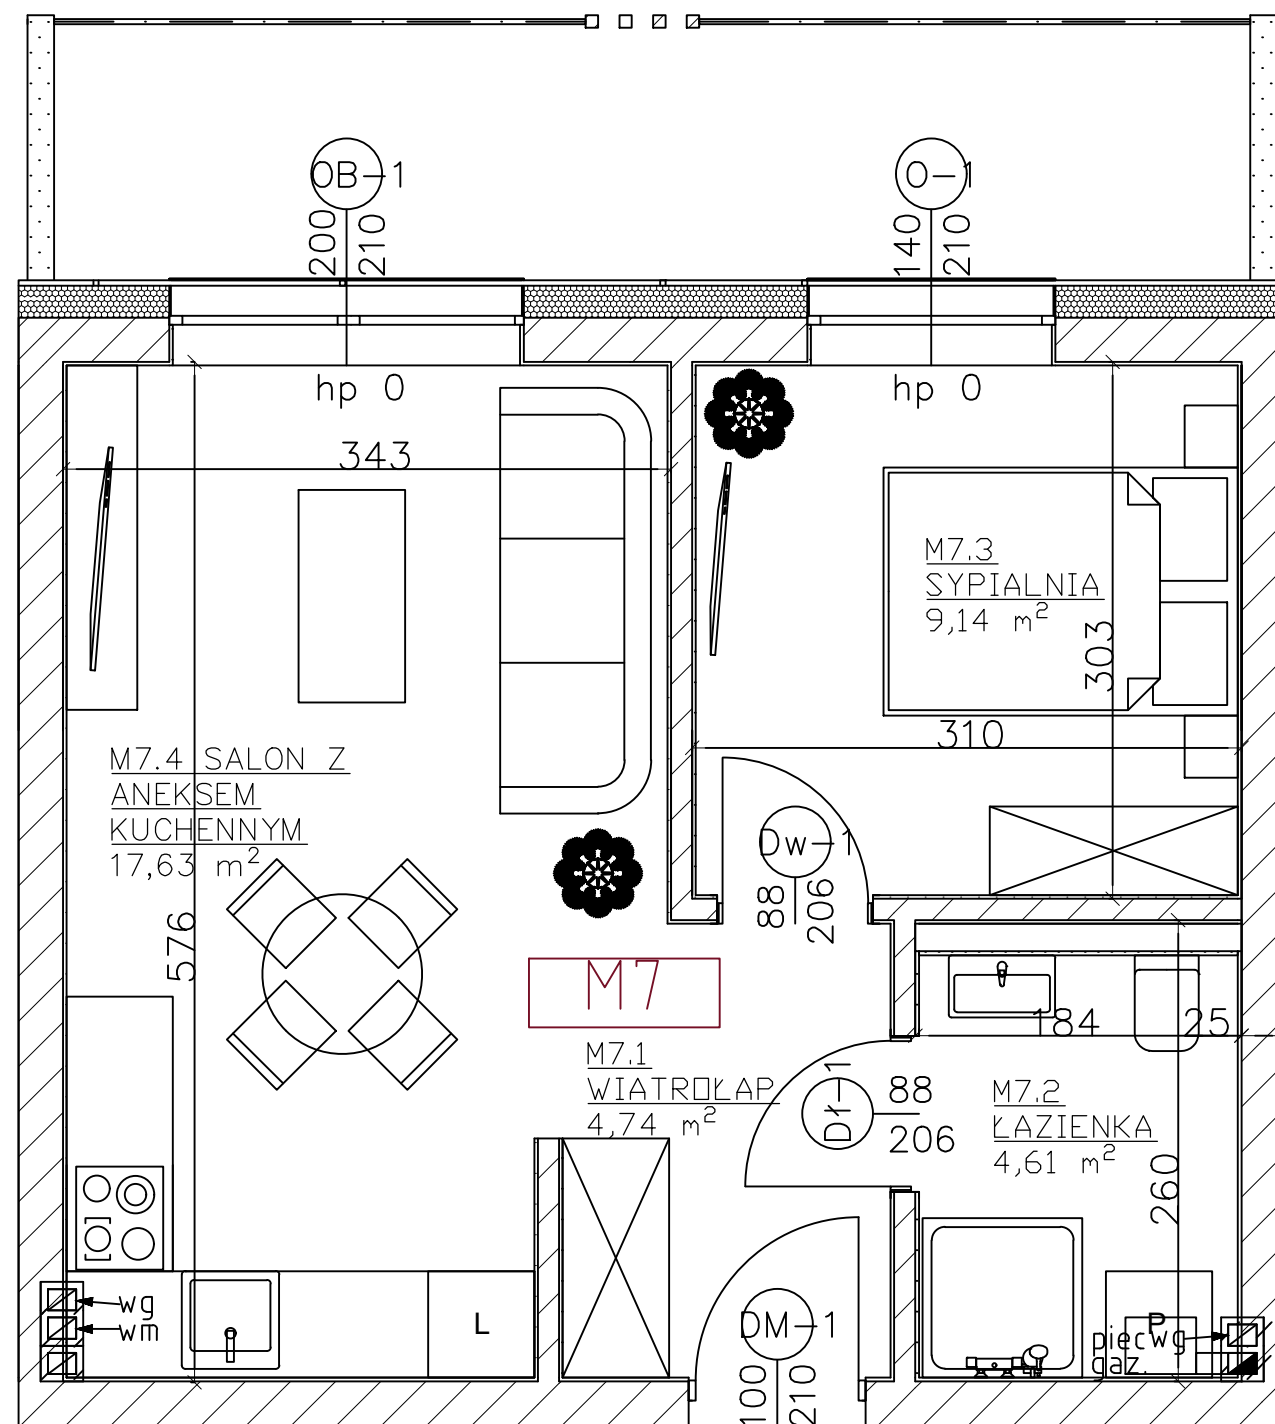 OB-1
O-1
200
210
140
210
hp 0
hp 0
343
M7.3
SYPIALNIA
9,14 m²
303
310
M7.4 SALON Z
ANEKSEM
KUCHENNYM
17,63 m²
Dw-1
88
206
576
M7
184
25
M7.1
WIATROŁAP
4,74 m²
Dł-1
88
206
M7.2
ŁAZIENKA
4,61 m²
260
wg
wm
L
DM-1
P
piec
wg
gaz.
100
210